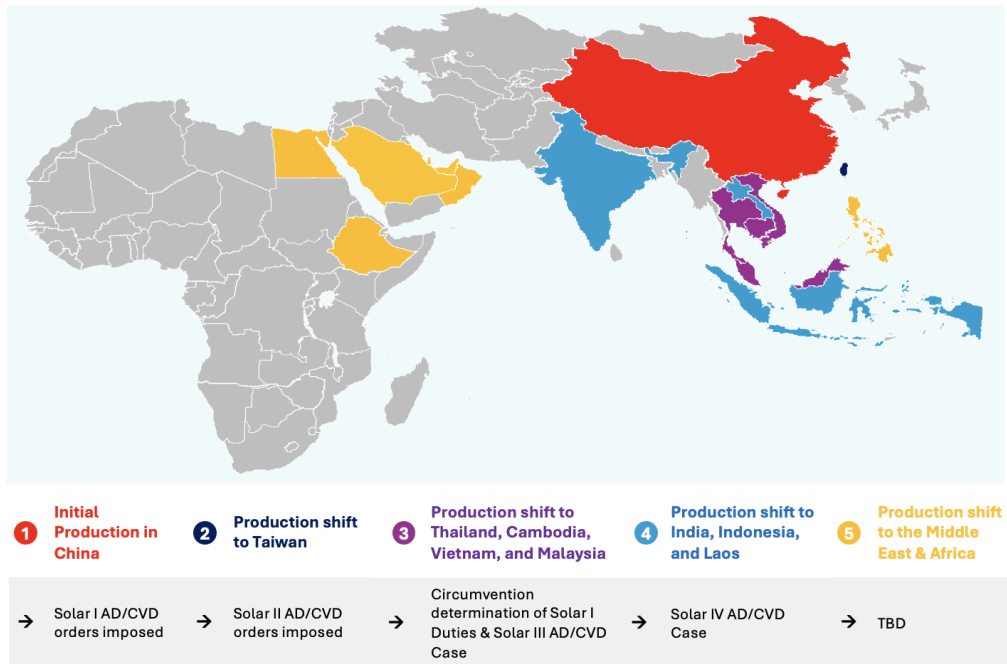 1
Initial
Production in
China
2
Production shift
to Taiwan
3
Production shift to
Thailand, Cambodia,
Vietnam, and Malaysia
4
Production shift to
India, Indonesia,
and Laos
5
Production shift
to the Middle
East & Africa
→ Solar I AD/CVD
orders imposed
→ Solar II AD/CVD
orders imposed
→ Circumvention
determination of Solar I
Duties & Solar III AD/CVD
Case
→ Solar IV AD/CVD
Case
→ TBD